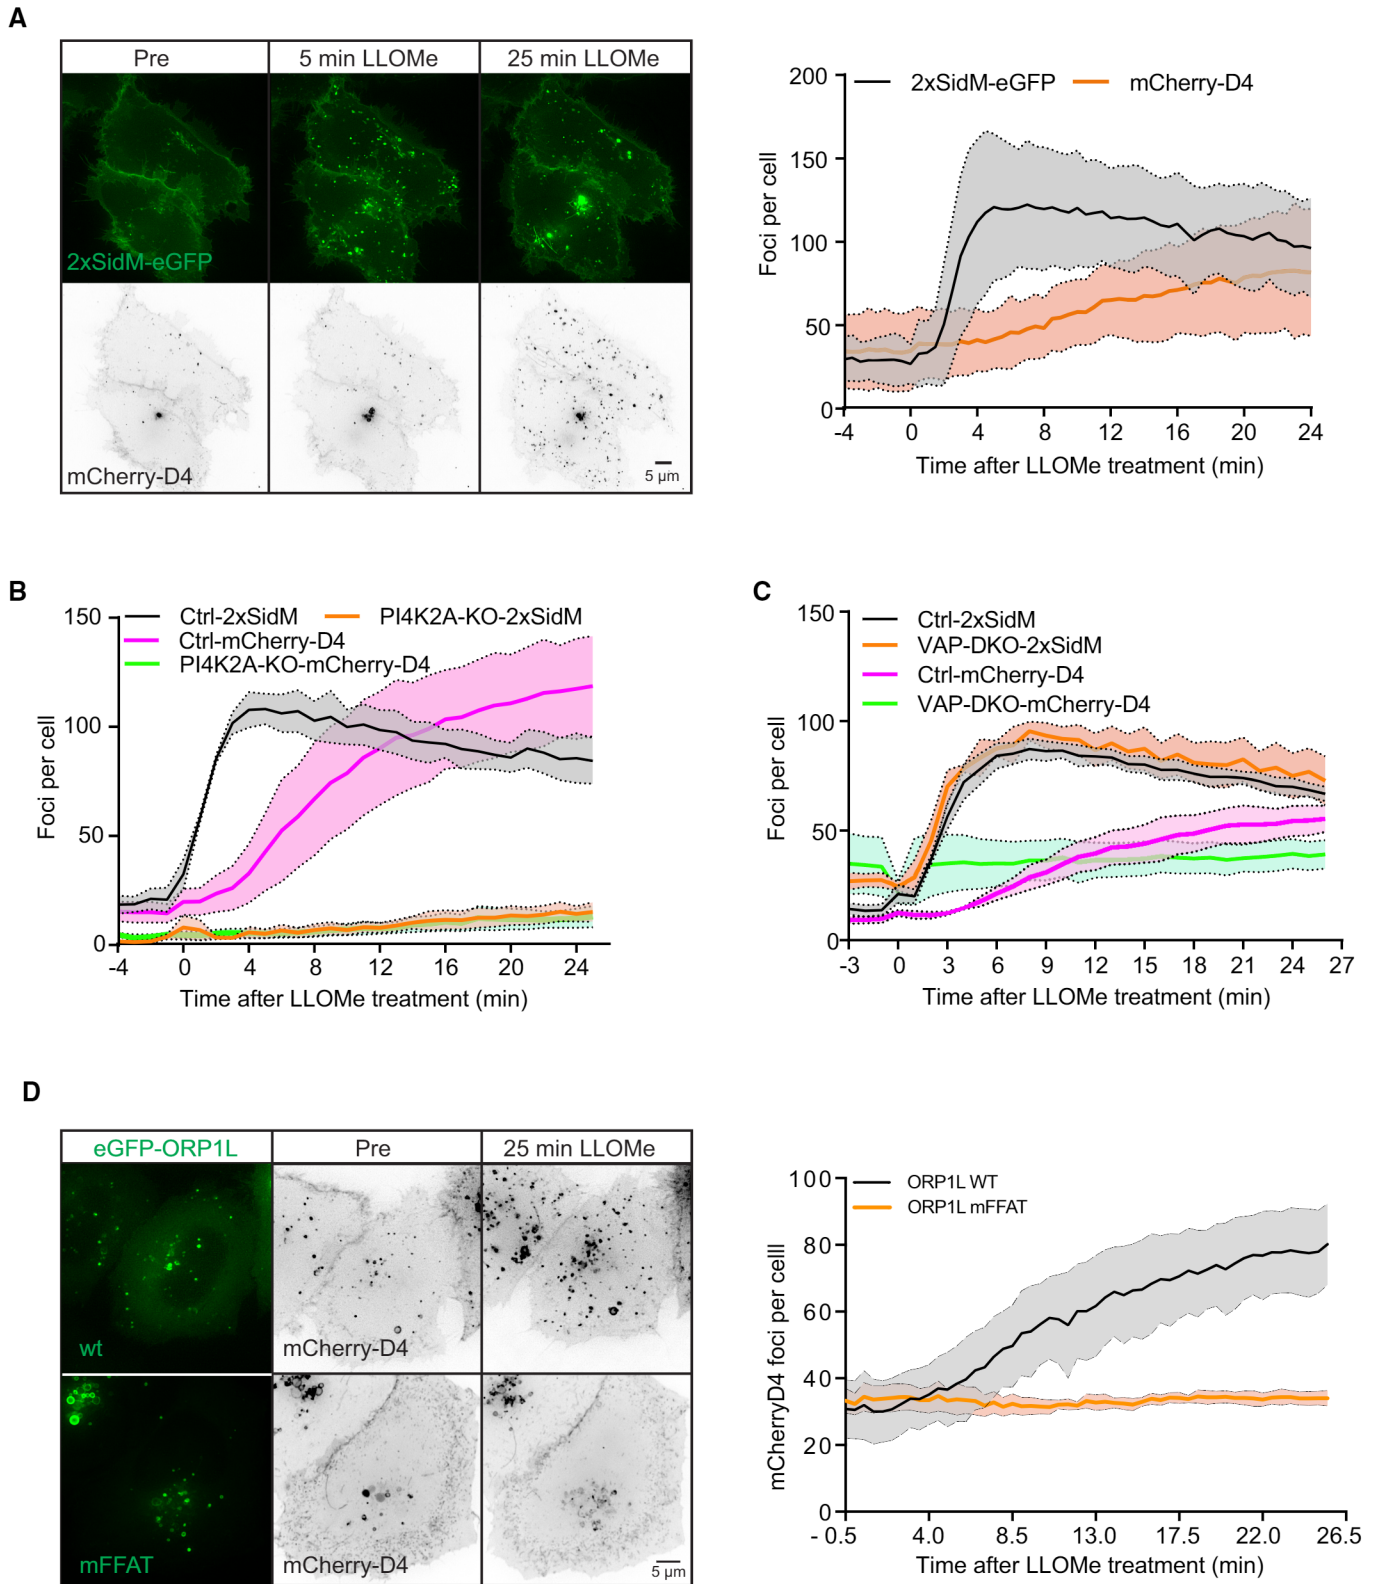 A
Pre
5 min LLOMe
25 min LLOMe
2xSidM-eGFP
mCherry-D4
5 µm
2xSidM-eGFP
mCherry-D4
Foci per cell
200
150
100
50
0
-4 0 4 8 12 16 20 24
Time after LLOMe treatment (min)
B
Ctrl-2xSidM
PI4K2A-KO-2xSidM
Ctrl-mCherry-D4
PI4K2A-KO-mCherry-D4
Foci per cell
150
100
50
0
-4 0 4 8 12 16 20 24
Time after LLOMe treatment (min)
C
Ctrl-2xSidM
VAP-DKO-2xSidM
Ctrl-mCherry-D4
VAP-DKO-mCherry-D4
Foci per cell
150
100
50
0
-3 0 3 6 9 12 15 18 21 24 27
Time after LLOMe treatment (min)
D
eGFP-ORP1L
Pre
25 min LLOMe
wt
mCherry-D4
mFFAT
mCherry-D4
5 µm
ORP1L WT
ORP1L mFFAT
mCherryD4 foci per celll
100
80
60
40
20
0
-0.5 4.0 8.5 13.0 17.5 22.0 26.5
Time after LLOMe treatment (min)